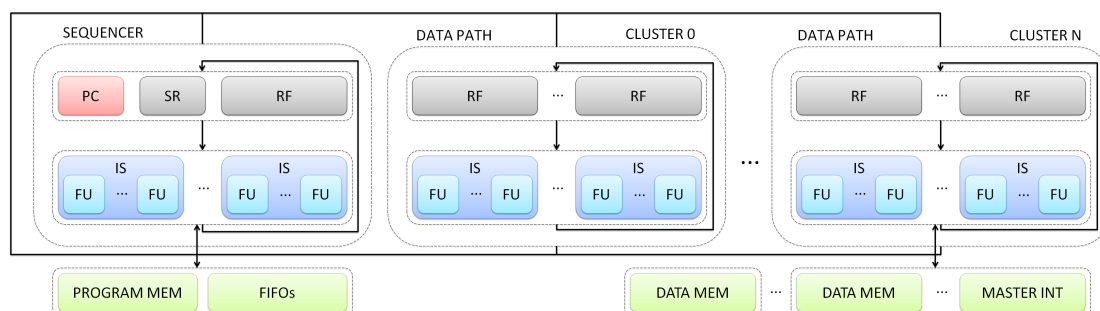 SEQUENCER DATA PATH CLUSTER 0 DATA PATH CLUSTER N
PC SR RF RF ... RF RF ... RF
...
IS ... IS IS ... IS IS ... IS
FU ... FU FU ... FU FU ... FU FU ... FU FU ... FU FU ... FU
PROGRAM MEM FIFOs DATA MEM ... DATA MEM ... MASTER INT